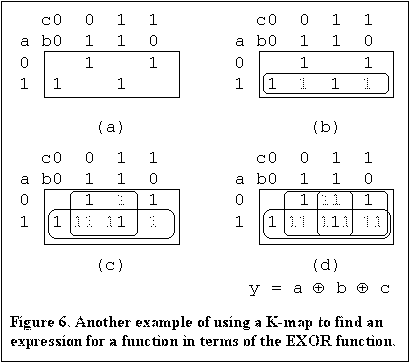 c0 0 1 1 c0 0 1 1
a b0 1 1 0 a b0 1 1 0
0 1 1 0 1 1
1 1 1 1 1 1 1 1
(a) (b)
c0 0 1 1 c0 0 1 1
a b0 1 1 0 a b0 1 1 0
0 1 1 1 0 1 11 1
1 1 11 11 1 1 1 11 111 11
(c) (d)
y = a ⊕ b ⊕ c
Figure 6. Another example of using a K-map to find an
expression for a function in terms of the EXOR function.